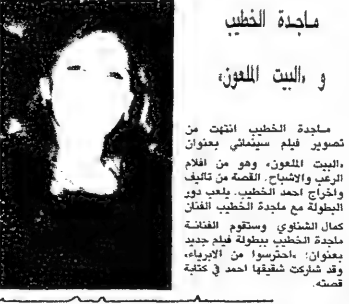 ماجدة الخطيب
و «البيت الملعون»
ماجدة الخطيب انتهت من
تصوير فيلم سينمائي بعنوان
«البيت الملعون» وهو من افلام
الرعب والاشباح. القصة من تاليف
واخراج احمد الخطيب. يلعب دور
البطولة مع ماجدة الخطيب الفنان
كمال الشناوي وستقوم الفنانة
ماجدة الخطيب ببطولة فيلم جديد
بعنوان: «احترسوا من الابرياء»
وقد شاركت شقيقها احمد في كتابة
قصته.